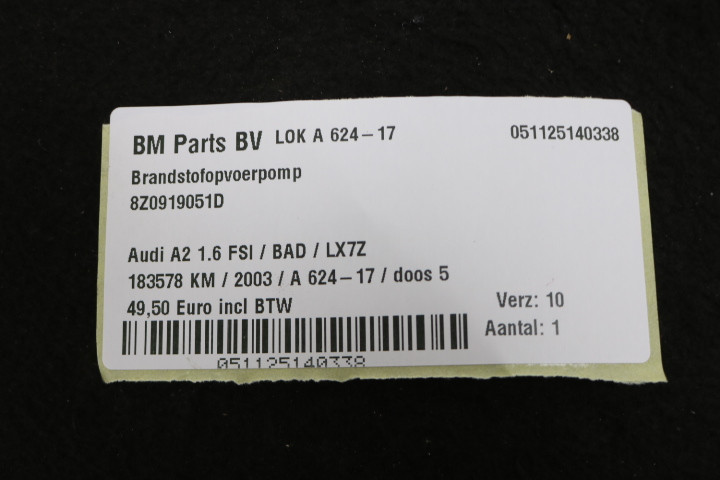 BM Parts BV LOK A 624-17 051125140338
Brandstofopvoerpomp
8Z0919051D
Audi A2 1.6 FSI / BAD / LX7Z
183578 KM / 2003 / A 624-17 / doos 5
49,50 Euro incl BTW
Verz: 10
Aantal: 1
051125140338